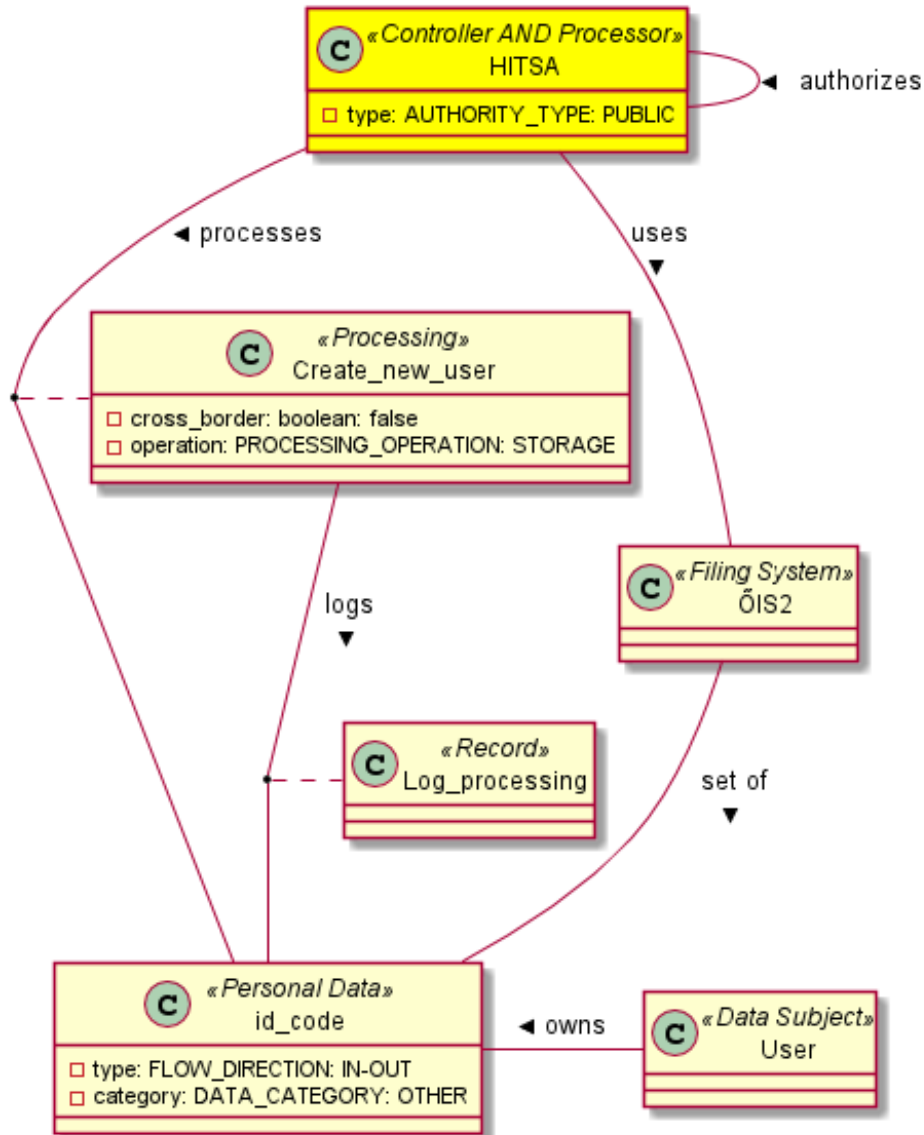 «Controller AND Processor»
C
HITSA
type: AUTHORITY_TYPE: PUBLIC
◄ authorizes
◄ processes
uses
▼
«Processing»
C
Create_new_user
cross_border: boolean: false
operation: PROCESSING_OPERATION: STORAGE
«Filing System»
C
ŐIS2
logs
▼
«Record»
C
Log_processing
set of
▼
«Personal Data»
C
id_code
type: FLOW_DIRECTION: IN-OUT
category: DATA_CATEGORY: OTHER
◄ owns
«Data Subject»
C
User